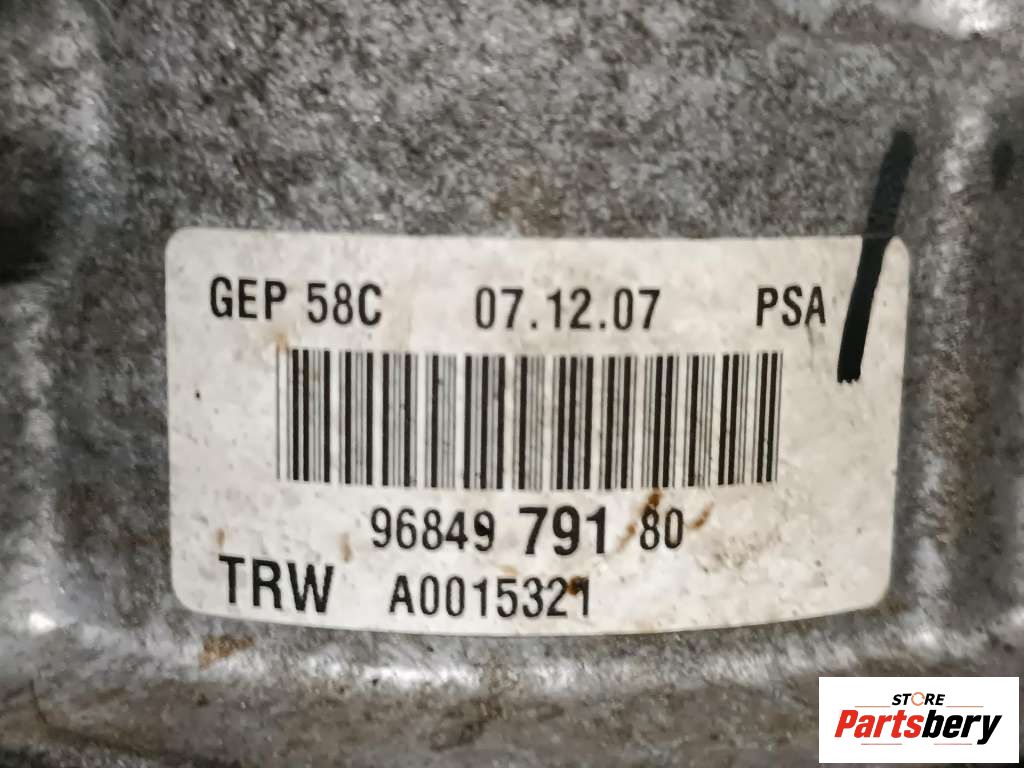 GEP 58C 07.12.07 PSA
96849 791 80
TRW A0015321
STORE
Partsbery